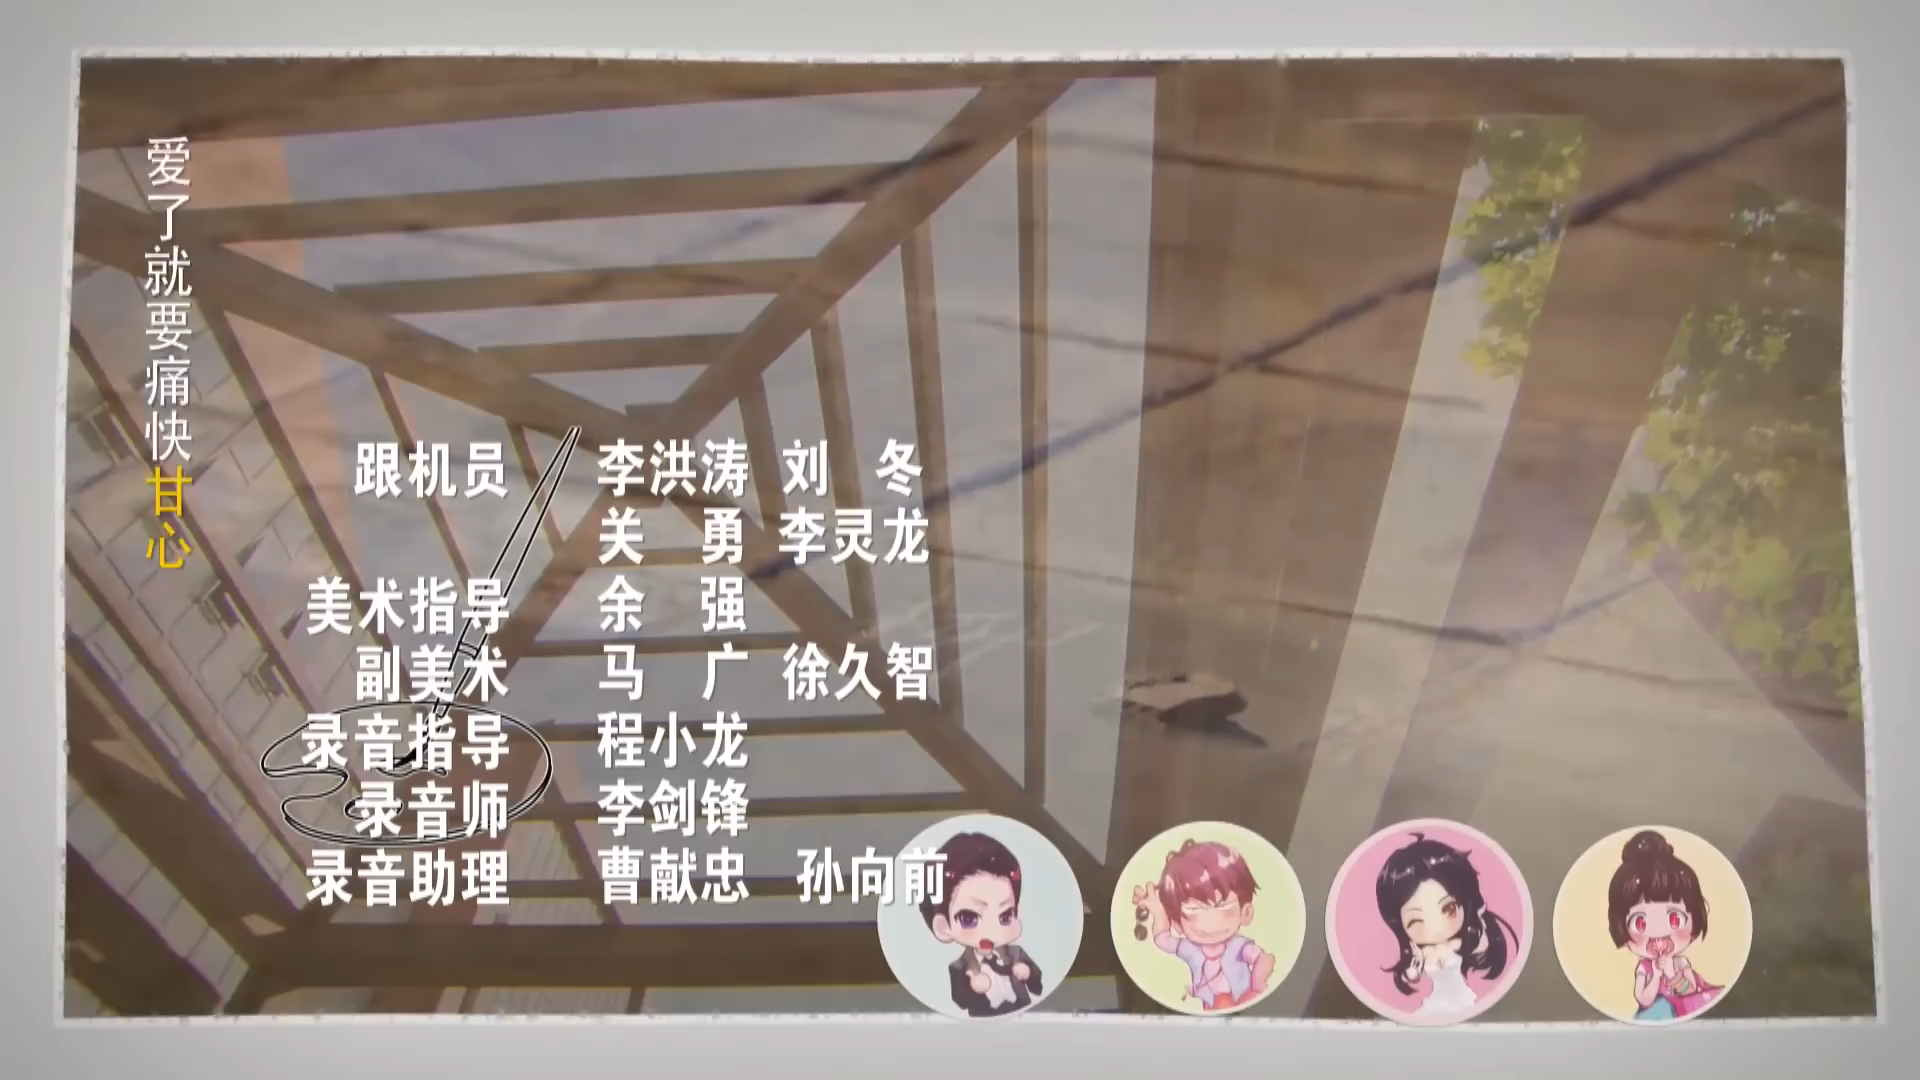 爱了就要痛快甘心
跟机员 李洪涛 刘 冬
关 勇 李灵龙
美术指导 余 强
副美术 马 广 徐久智
录音指导 程小龙
录音师 李剑锋
录音助理 曹献忠 孙向前